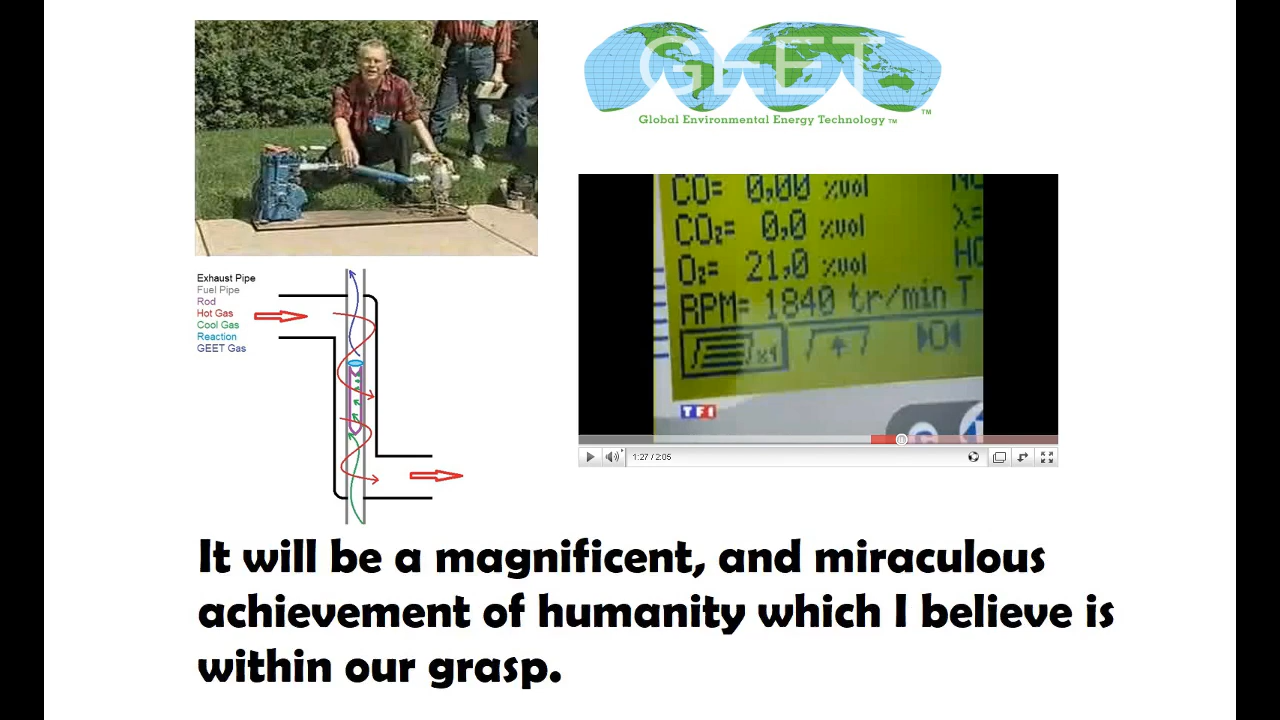 GEET
TM
Global Environmental Energy Technology TM
CO= 0,00 %vol
CO₂= 0,0 %vol
λ=
O₂= 21,0 %vol
HC
RPM= 1840 tr/min T
x4
TF1
1:27 / 2:05
Exhaust Pipe
Fuel Pipe
Rod
Hot Gas
Cool Gas
Reaction
GEET Gas
It will be a magnificent, and miraculous
achievement of humanity which I believe is
within our grasp.